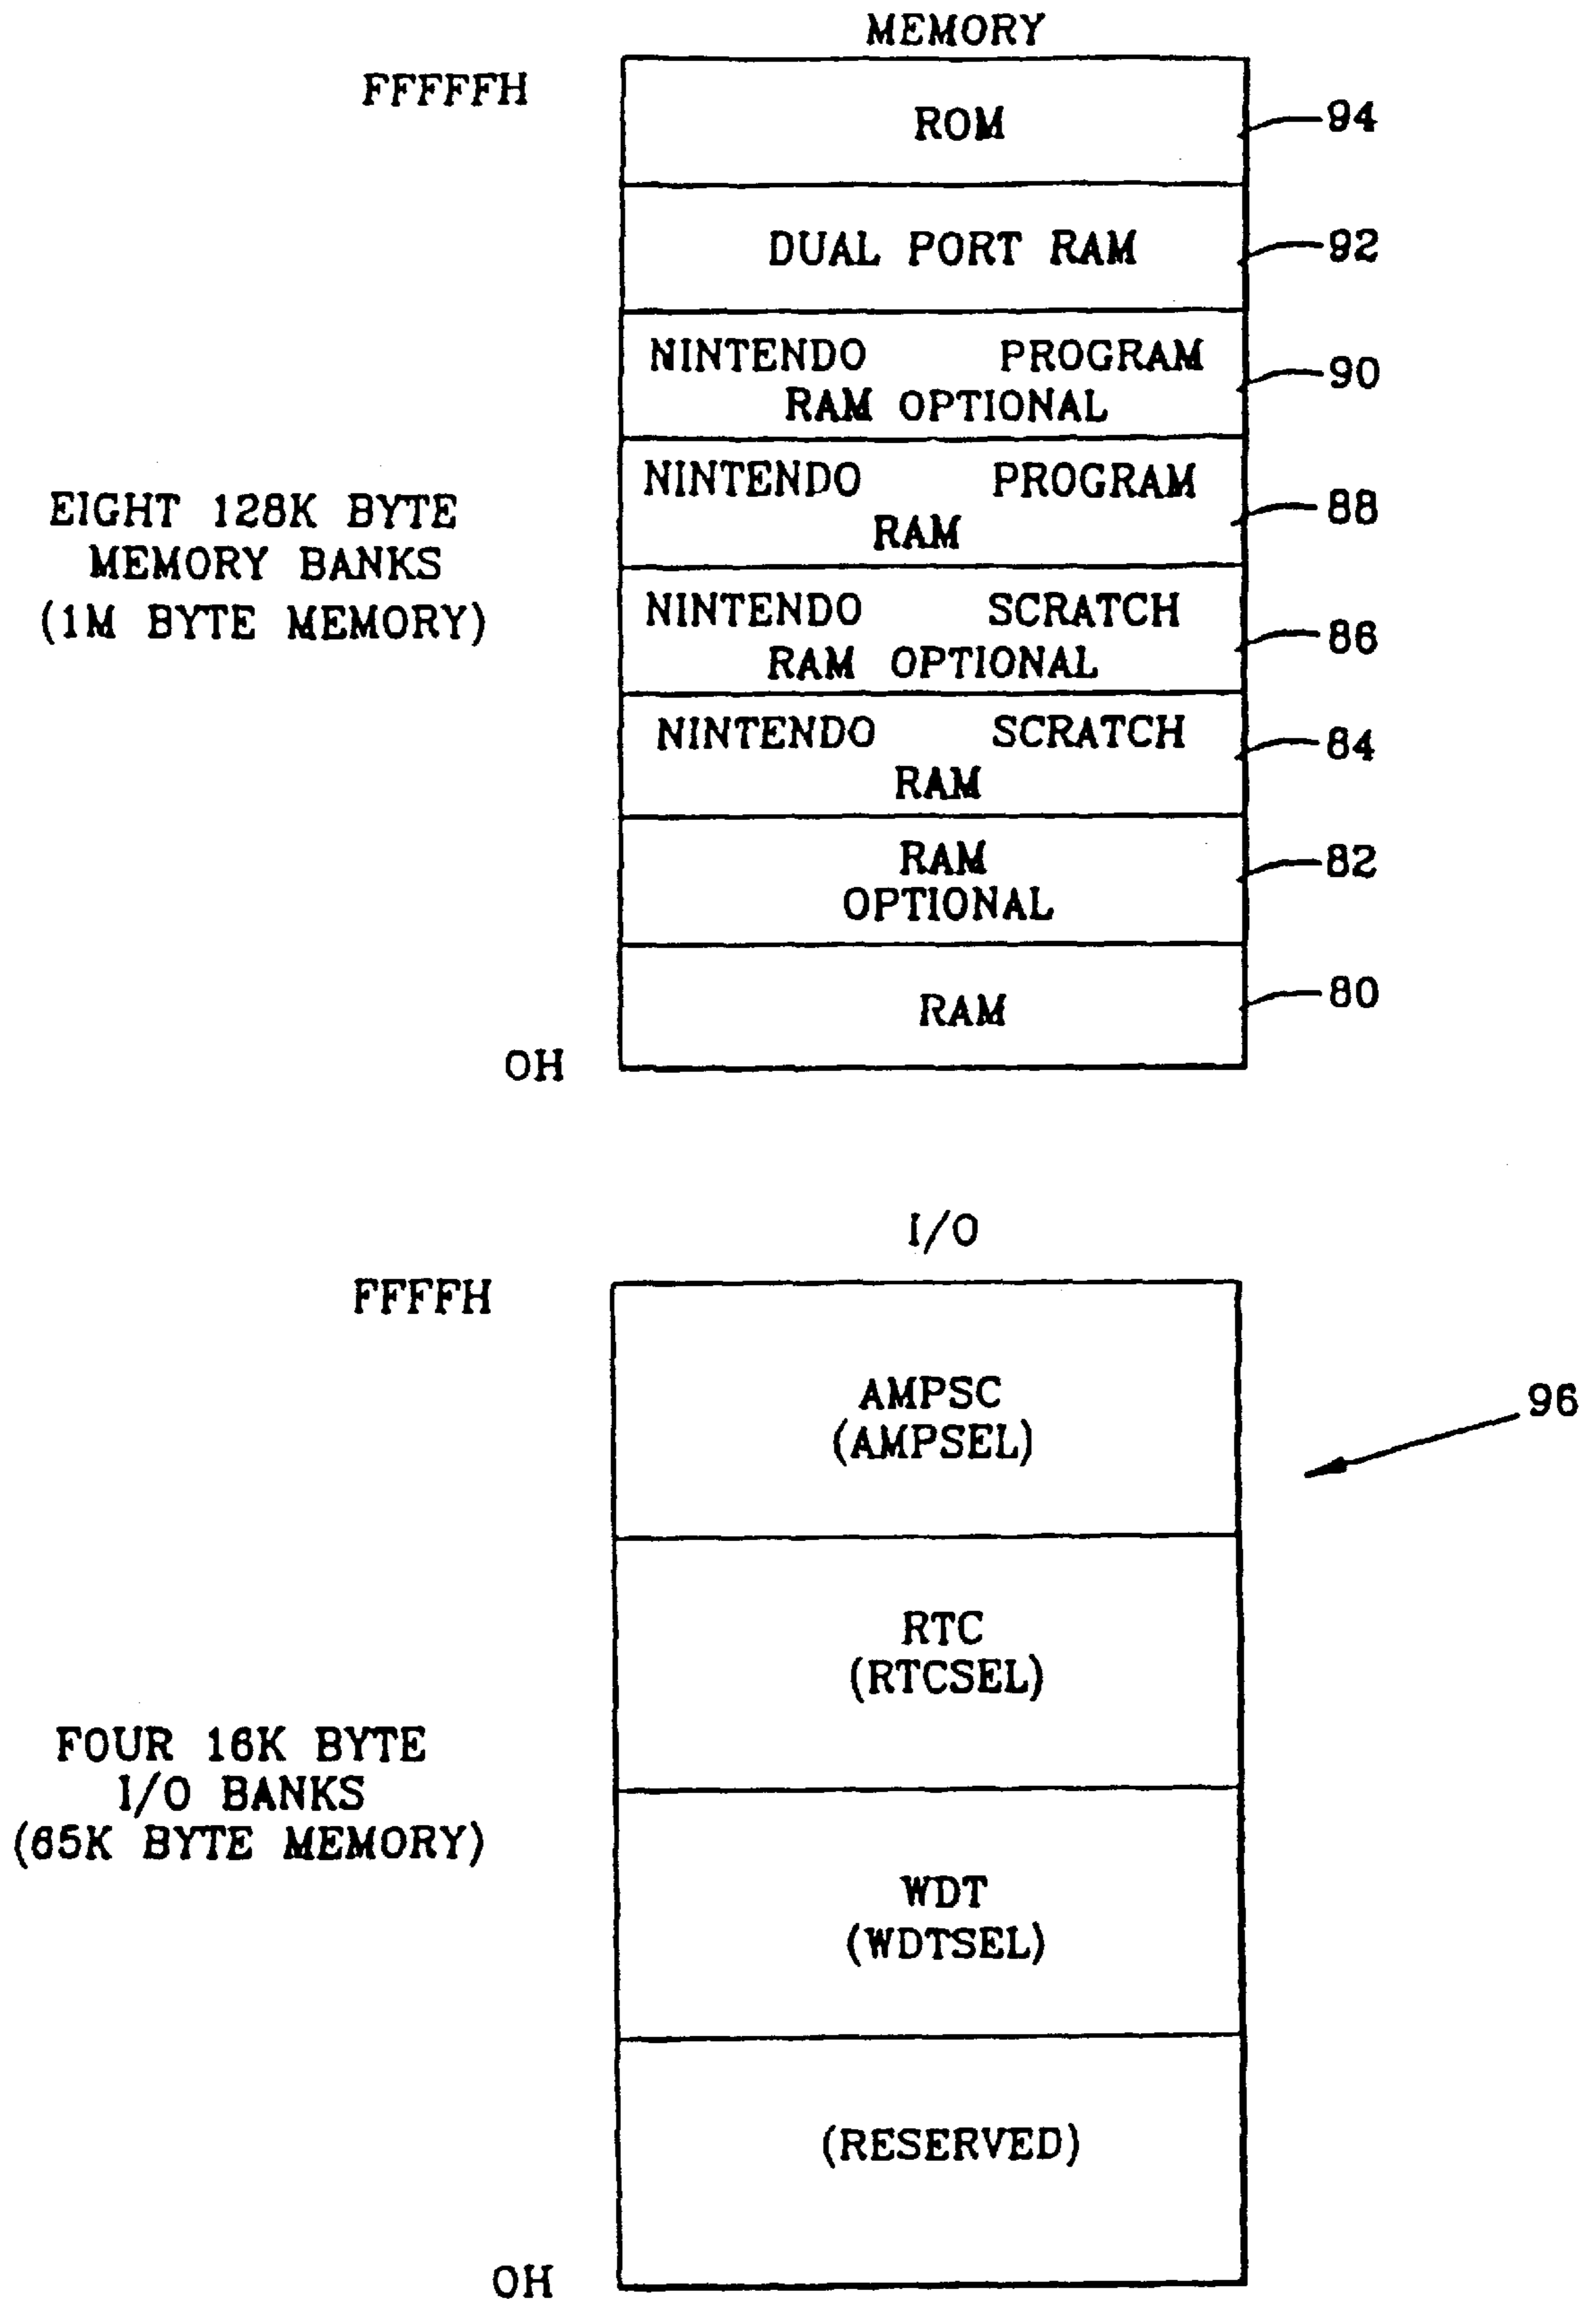 MEMORY
FFFFFH
ROM
94
DUAL PORT RAM
92
NINTENDO PROGRAM
RAM OPTIONAL
90
NINTENDO PROGRAM
RAM
88
EIGHT 128K BYTE
MEMORY BANKS
(1M BYTE MEMORY)
NINTENDO SCRATCH
RAM OPTIONAL
86
NINTENDO SCRATCH
RAM
84
RAM
OPTIONAL
82
RAM
80
0H
I/O
FFFFH
AMPSC
(AMPSEL)
96
RTC
(RTCSEL)
FOUR 16K BYTE
I/O BANKS
(65K BYTE MEMORY)
WDT
(WDTSEL)
(RESERVED)
0H